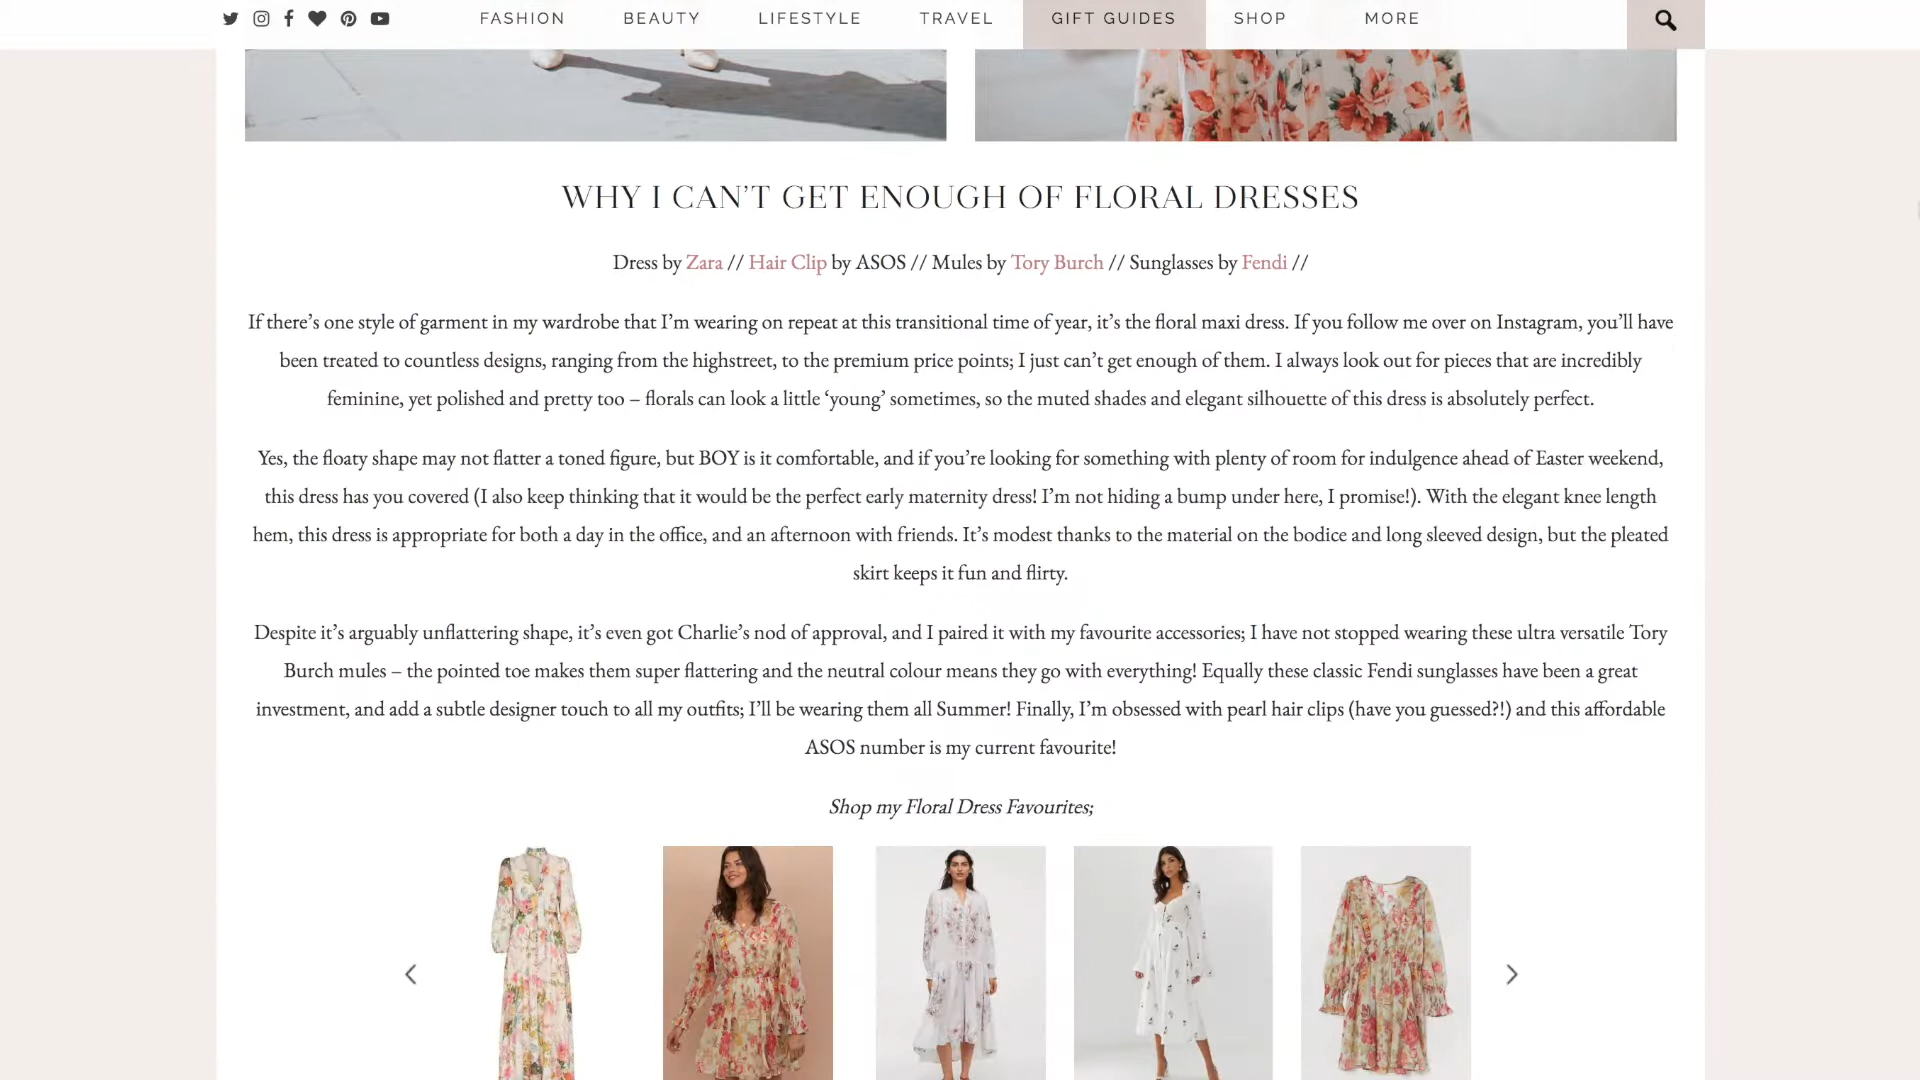 FASHION BEAUTY LIFESTYLE TRAVEL GIFT GUIDES SHOP MORE
WHY I CAN’T GET ENOUGH OF FLORAL DRESSES
Dress by Zara // Hair Clip by ASOS // Mules by Tory Burch // Sunglasses by Fendi //
If there’s one style of garment in my wardrobe that I’m wearing on repeat at this transitional time of year, it’s the floral maxi dress. If you follow me over on Instagram, you’ll have
been treated to countless designs, ranging from the highstreet, to the premium price points; I just can’t get enough of them. I always look out for pieces that are incredibly
feminine, yet polished and pretty too – florals can look a little ‘young’ sometimes, so the muted shades and elegant silhouette of this dress is absolutely perfect.
Yes, the floaty shape may not flatter a toned figure, but BOY is it comfortable, and if you’re looking for something with plenty of room for indulgence ahead of Easter weekend,
this dress has you covered (I also keep thinking that it would be the perfect early maternity dress! I’m not hiding a bump under here, I promise!). With the elegant knee length
hem, this dress is appropriate for both a day in the office, and an afternoon with friends. It’s modest thanks to the material on the bodice and long sleeved design, but the pleated
skirt keeps it fun and flirty.
Despite it’s arguably unflattering shape, it’s even got Charlie’s nod of approval, and I paired it with my favourite accessories; I have not stopped wearing these ultra versatile Tory
Burch mules – the pointed toe makes them super flattering and the neutral colour means they go with everything! Equally these classic Fendi sunglasses have been a great
investment, and add a subtle designer touch to all my outfits; I’ll be wearing them all Summer! Finally, I’m obsessed with pearl hair clips (have you guessed?!) and this affordable
ASOS number is my current favourite!
Shop my Floral Dress Favourites;